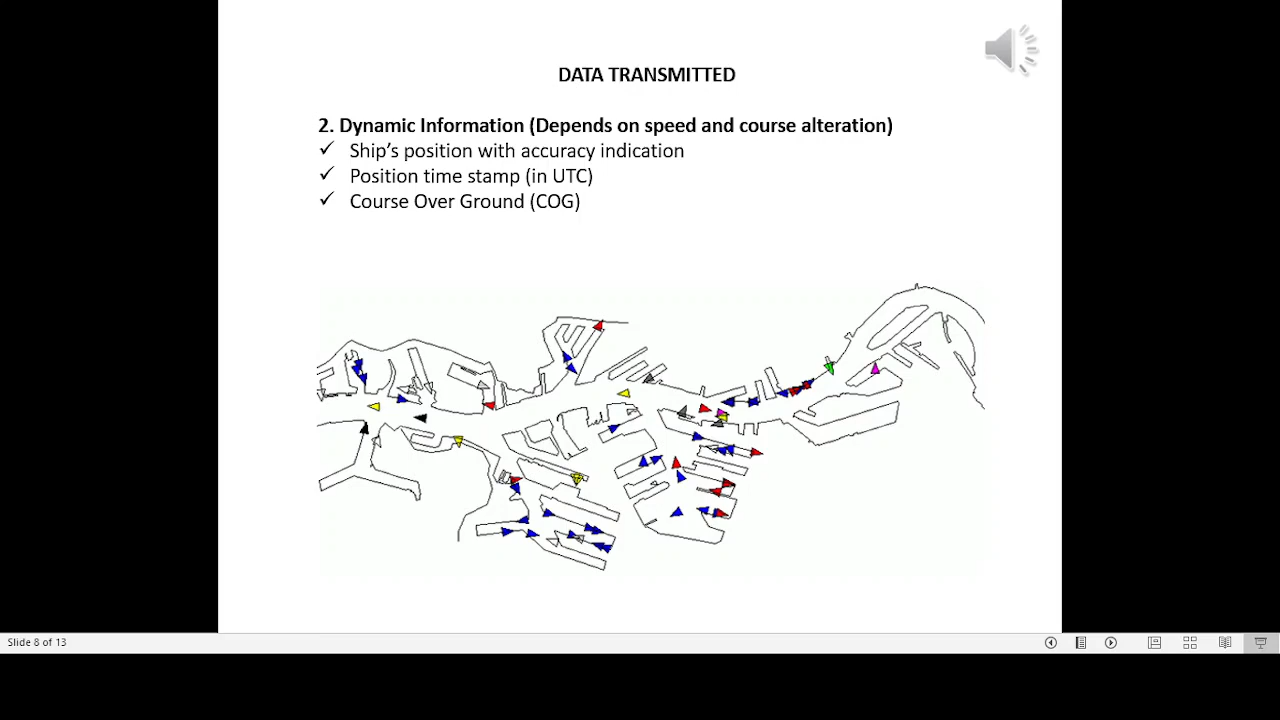 DATA TRANSMITTED
2. Dynamic Information (Depends on speed and course alteration)
✓ Ship’s position with accuracy indication
✓ Position time stamp (in UTC)
✓ Course Over Ground (COG)
Slide 8 of 13